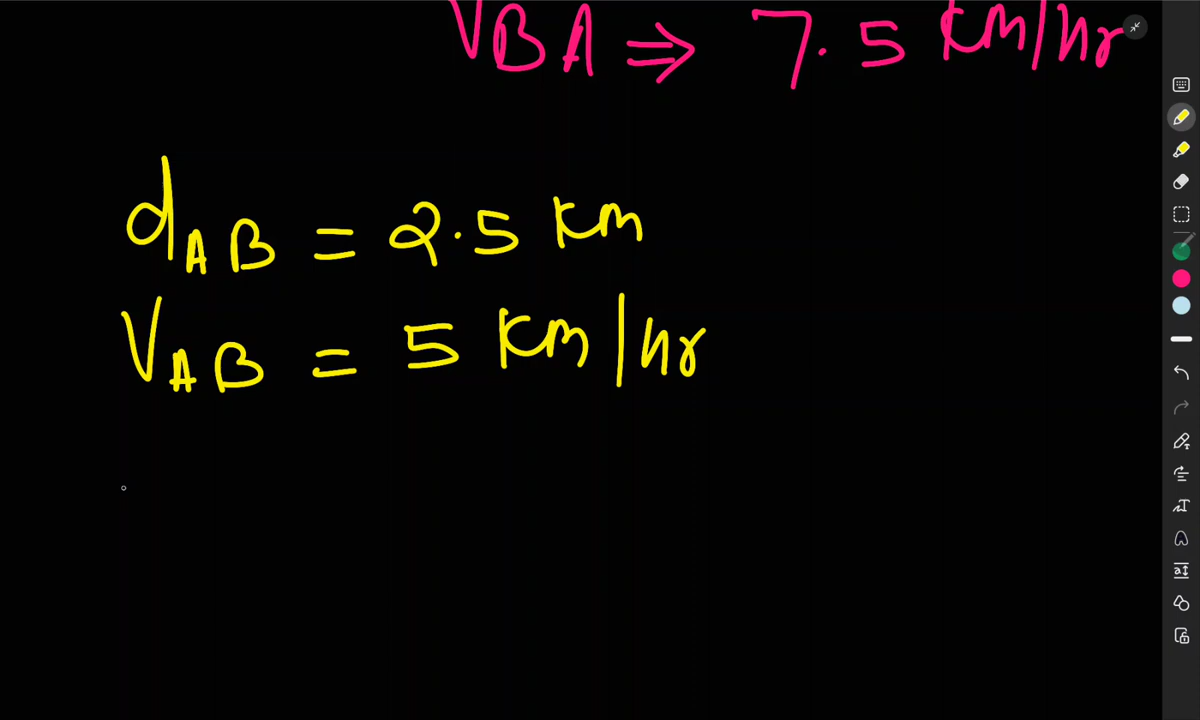 VBA ⇒ 7.5 Km/hr
dAB = 2.5 Km
VAB = 5 Km/hr